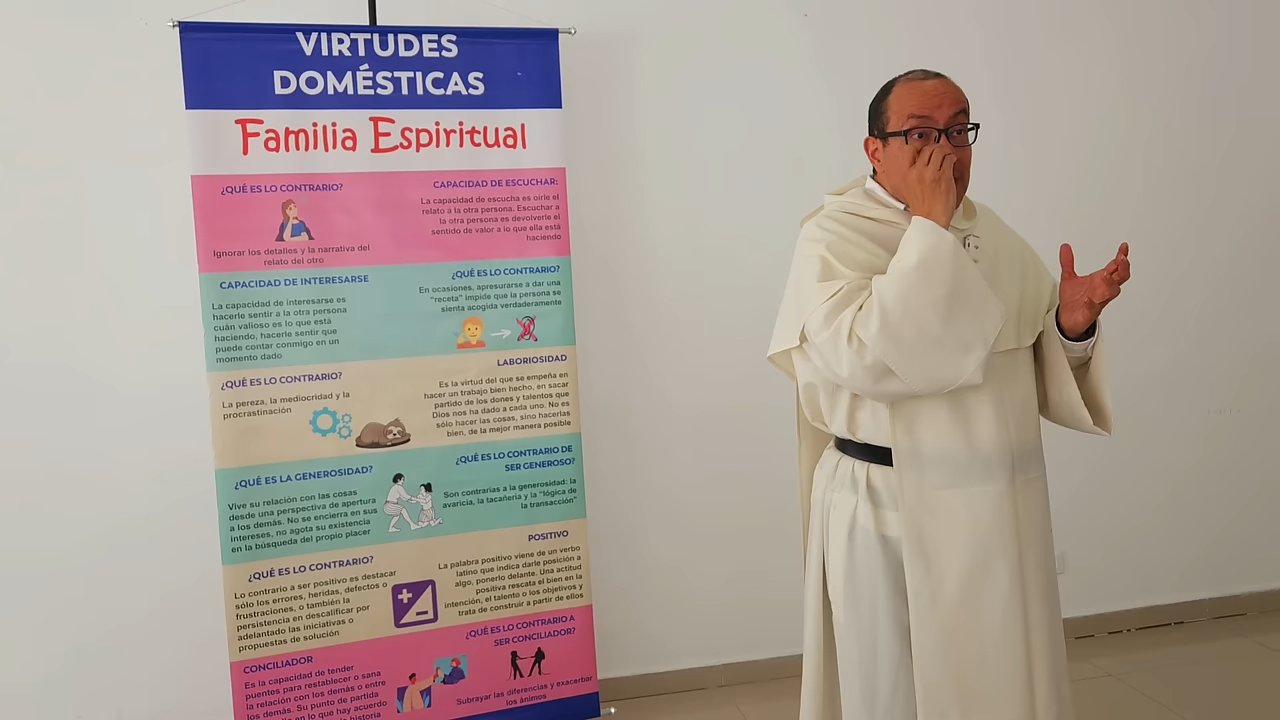 VIRTUDES
DOMÉSTICAS
Familia Espiritual
¿QUÉ ES LO CONTRARIO?
Ignorar los detalles y la narrativa del
relato del otro
CAPACIDAD DE ESCUCHAR:
La capacidad de escucha es oirle el
relato a la otra persona. Escuchar a
la otra persona es devolverle el
sentido de valor a lo que ella está
haciendo
CAPACIDAD DE INTERESARSE
La capacidad de interesarse es
hacerle sentir a la otra persona
cuán valioso es lo que está
haciendo, hacerle sentir que
puede contar conmigo en un
momento dado
¿QUÉ ES LO CONTRARIO?
En ocasiones, apresurarse a dar una
"receta" impide que la persona se
sienta acogida verdaderamente
¿QUÉ ES LO CONTRARIO?
La pereza, la mediocridad y la
procrastinación
LABORIOSIDAD
Es la virtud del que se empeña en
hacer un trabajo bien hecho, en sacar
partido de los dones y talentos que
Dios nos ha dado a cada uno. No es
sólo hacer las cosas, sino hacerlas
bien, de la mejor manera posible
¿QUÉ ES LA GENEROSIDAD?
Vive su relación con las cosas
desde una perspectiva de apertura
a los demás. No se encierra en sus
intereses, no agota su existencia
en la búsqueda del propio placer
¿QUÉ ES LO CONTRARIO DE
SER GENEROSO?
Son contrarias a la generosidad: la
avaricia, la tacañería y la "lógica de
la transacción"
¿QUÉ ES LO CONTRARIO?
Lo contrario a ser positivo es destacar
sólo los errores, heridas, defectos o
frustraciones, o también la
persistencia en descalificar por
adelantado las iniciativas o
propuestas de solución
POSITIVO
La palabra positivo viene de un verbo
latino que indica darle posición a
algo, ponerlo delante. Una actitud
positiva rescata el bien en la
intención, el talento o los objetivos y
trata de construir a partir de ellos
CONCILIADOR
Es la capacidad de tender
puentes para restablecer o sana
la relación con los demás o entre
los demás. Su punto de partida
en lo que hay acuerdo
historia
¿QUÉ ES LO CONTRARIO A
SER CONCILIADOR?
Subrayar las diferencias y exacerbar
los ánimos